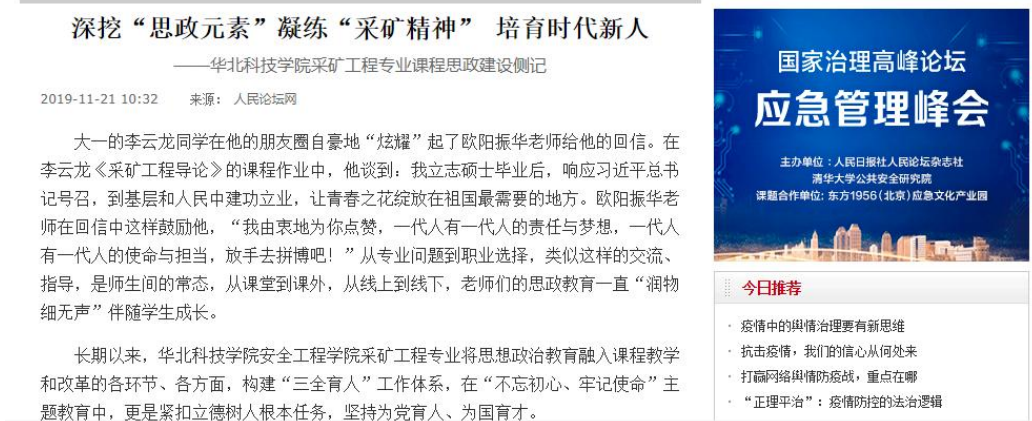 深挖“思政元素”凝练“采矿精神” 培育时代新人
——华北科技学院采矿工程专业课程思政建设侧记
2019-11-21 10:32 来源: 人民论坛网
大一的李云龙同学在他的朋友圈自豪地“炫耀”起了欧阳振华老师给他的回信。在
李云龙《采矿工程导论》的课程作业中，他谈到：我立志硕士毕业后，响应习近平总书
记号召，到基层和人民中建功立业，让青春之花绽放在祖国最需要的地方。欧阳振华老
师在回信中这样鼓励他，“我由衷地为你点赞，一代人有一代人的责任与梦想，一代人
有一代人的使命与担当，放手去拼博吧！”从专业问题到职业选择，类似这样的交流、
指导，是师生间的常态，从课堂到课外，从线上到线下，老师们的思政教育一直“润物
细无声”伴随学生成长。
长期以来，华北科技学院安全工程学院采矿工程专业将思想政治教育融入课程教学
和改革的各环节、各方面，构建“三全育人”工作体系，在“不忘初心、牢记使命”主
题教育中，更是紧扣立德树人根本任务，坚持为党育人、为国育才。
国家治理高峰论坛
应急管理峰会
主办单位：人民日报社人民论坛杂志社
清华大学公共安全研究院
课题合作单位: 东方1956(北京)应急文化产业园
今日推荐
· 疫情中的舆情治理要有新思维
· 抗击疫情，我们的信心从何处来
· 打赢网络舆情防疫战，重点在哪
· “正理平治”：疫情防控的法治逻辑